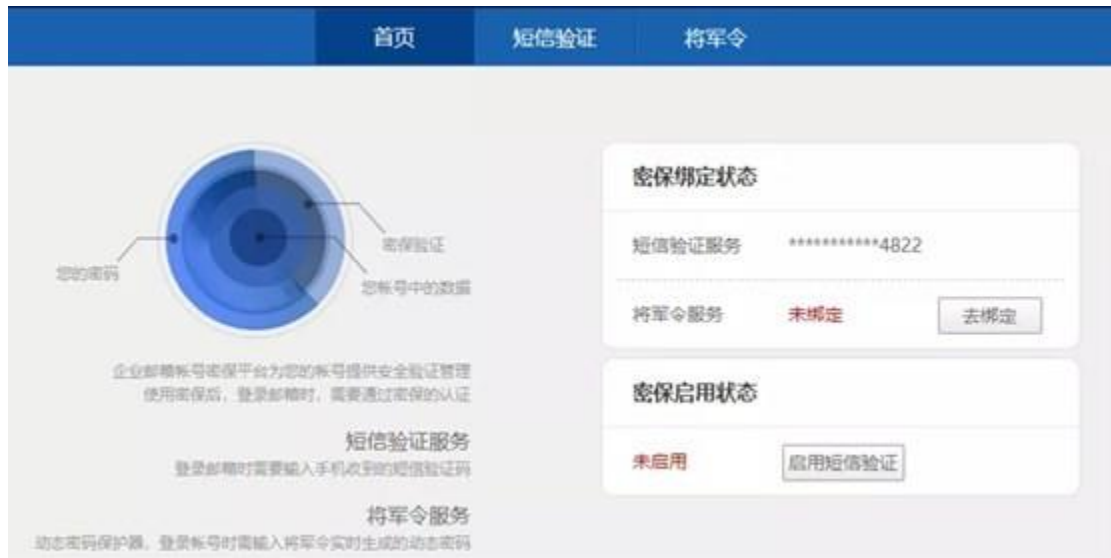 首页 短信验证 将军令
密保验证
您的密码
您帐号中的数据
企业邮箱帐号密保平台为您的帐号提供安全验证管理
使用密保后，登录邮箱时，需要通过密保的认证
短信验证服务
登录邮箱时需要输入手机收到的短信验证码
将军令服务
动态密码保护器，登录帐号时需输入将军令实时生成的动态密码
密保绑定状态
短信验证服务 ***********4822
将军令服务 未绑定 去绑定
密保启用状态
未启用 启用短信验证